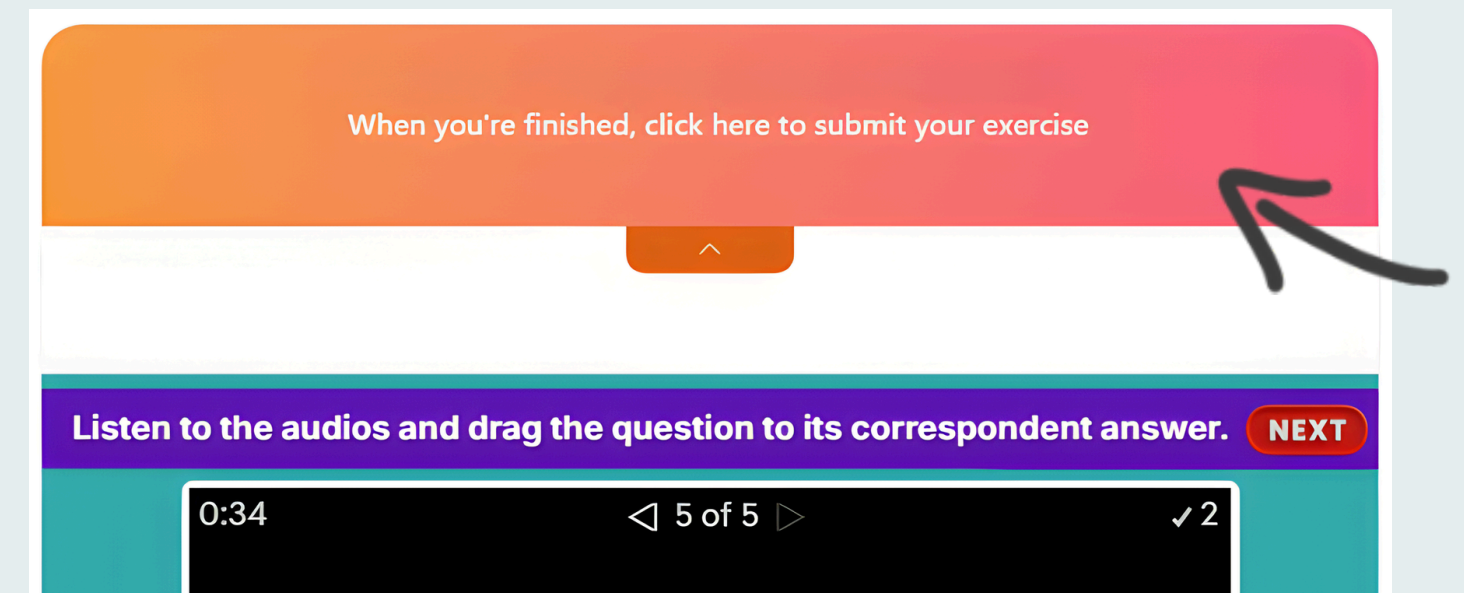 When you're finished, click here to submit your exercise
Listen to the audios and drag the question to its correspondent answer. NEXT
0:34 5 of 5 2